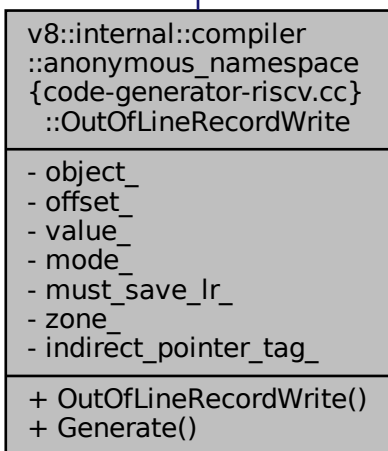 v8::internal::compiler
::anonymous_namespace
{code-generator-riscv.cc}
::OutOfLineRecordWrite
- object_
- offset_
- value_
- mode_
- must_save_lr_
- zone_
- indirect_pointer_tag_
+ OutOfLineRecordWrite()
+ Generate()